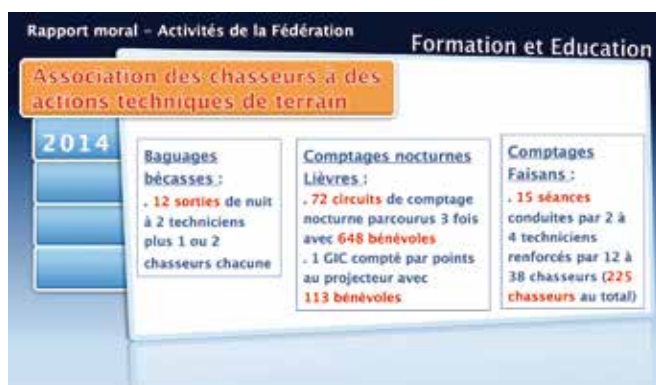 Rapport moral – Activités de la Fédération
Formation et Education
Association des chasseurs à des
actions techniques de terrain
2014
Baguages
bécasses :
. 12 sorties de nuit
à 2 techniciens
plus 1 ou 2
chasseurs chacune
Comptages nocturnes
Lièvres :
. 72 circuits de comptage
nocturne parcourus 3 fois
avec 648 bénévoles
. 1 GIC compté par points
au projecteur avec
113 bénévoles
Comptages
Faisans :
. 15 séances
conduites par 2 à
4 techniciens
renforcés par 12 à
38 chasseurs (225
chasseurs au total)